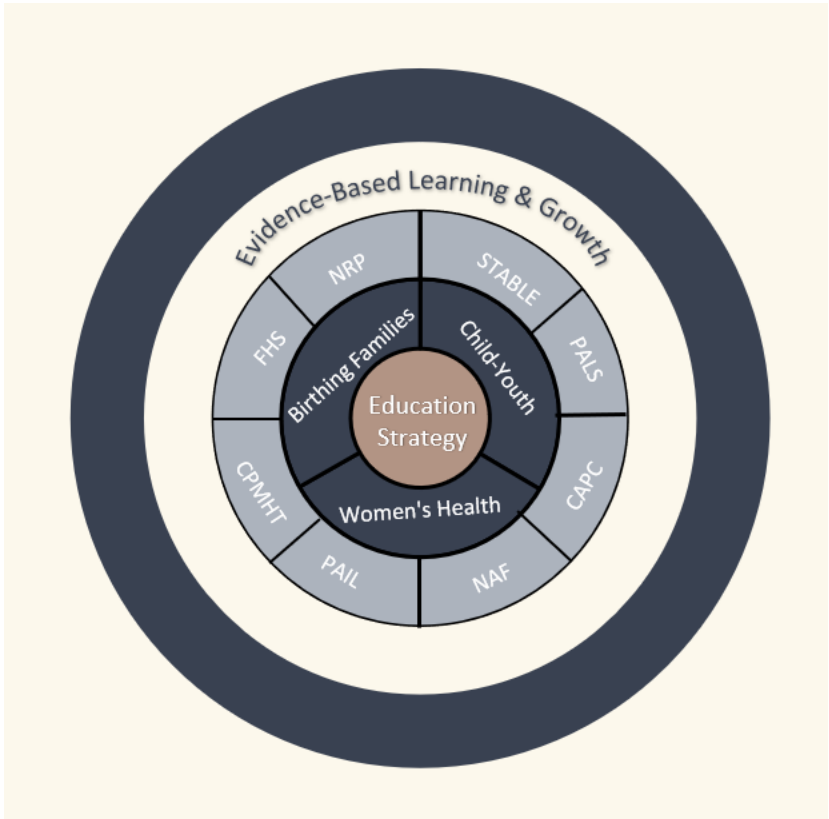 Evidence-Based Learning & Growth
NRP
STABLE
FHS
PALS
Birthing Families
Child-Youth
Education
Strategy
CPMHT
CAPC
Women's Health
PAIL
NAF